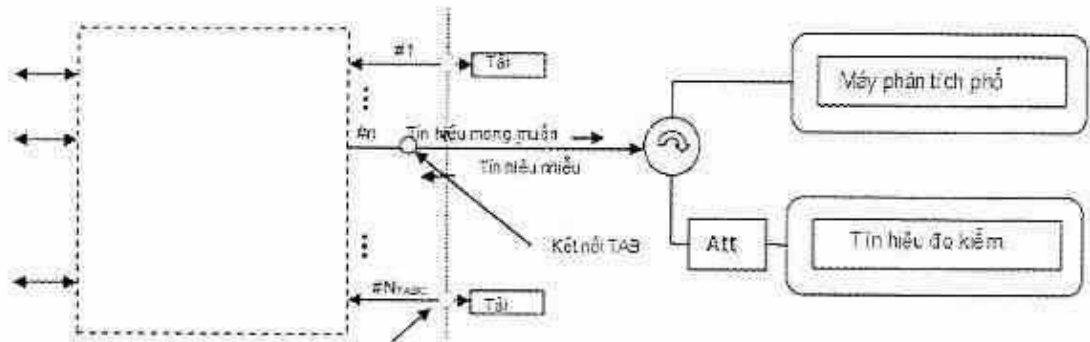 #1
Tải
Máy phân tích phổ
#n
Tín hiệu mong muốn
Tín hiệu nhiễu
Kết nối TAB
Att
Tín hiệu đo kiểm
#NTABC
Tải